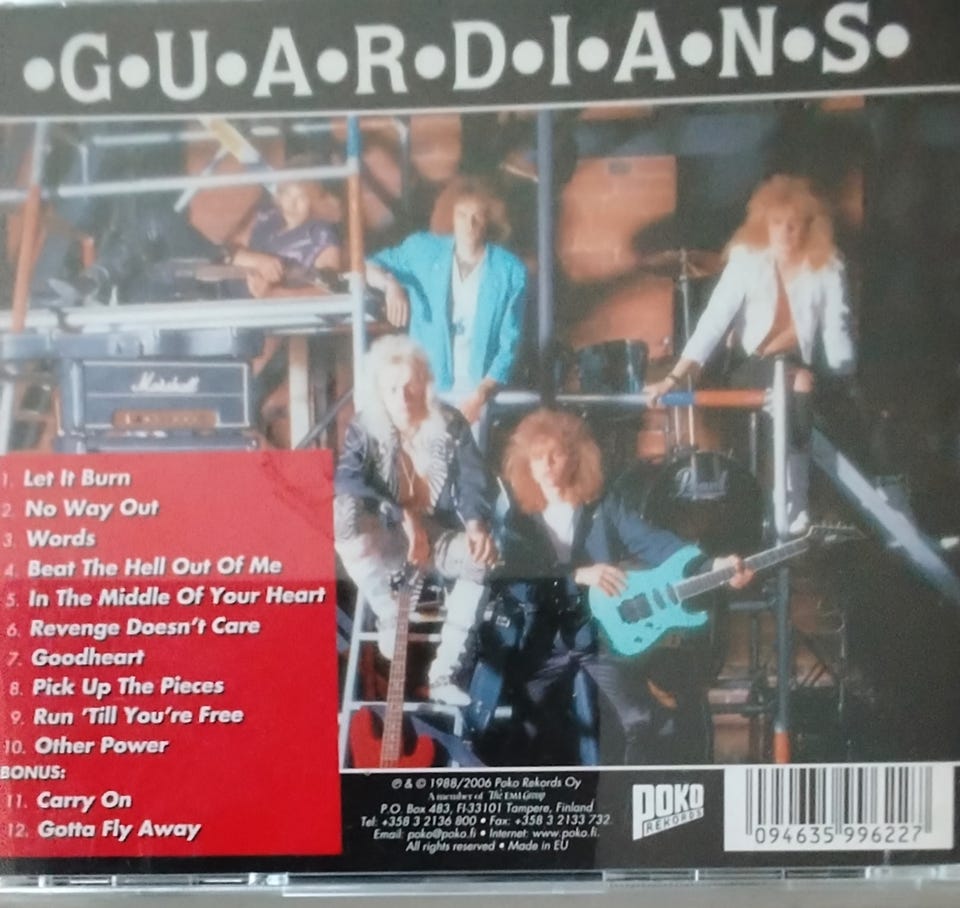 •G•U•A•R•D•I•A•N•S•
Marshall
1. Let It Burn
2. No Way Out
3. Words
4. Beat The Hell Out Of Me
5. In The Middle Of Your Heart
6. Revenge Doesn't Care
7. Goodheart
8. Pick Up The Pieces
9. Run 'Till You're Free
10. Other Power
BONUS:
11. Carry On
12. Gotta Fly Away
℗ & © 1988/2006 Poko Rekords Oy
A member of The EMI Group
P.O. Box 483, FI-33101 Tampere, Finland
Tel: +358 3 2136 800 • Fax: +358 3 2133 732
Email: poko@poko.fi • Internet: www.poko.fi.
All rights reserved • Made in EU
POKO
REKORDS
094635 996227